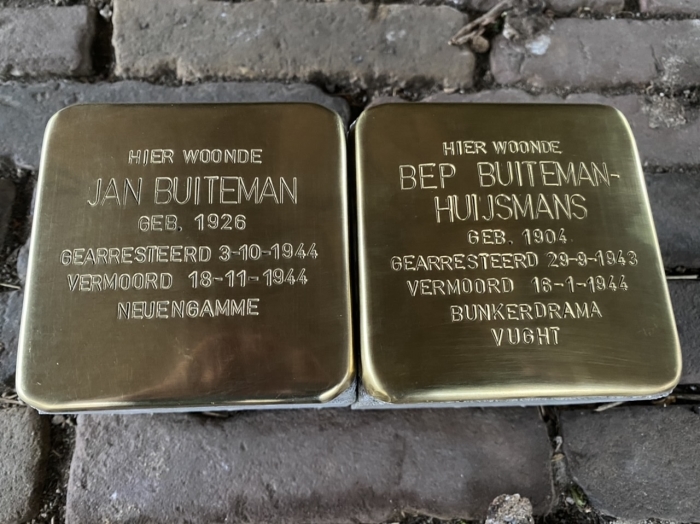 HIER WOONDE
JAN BUITEMAN
GEB. 1926
GEARRESTEERD 3-10-1944
VERMOORD 18-11-1944
NEUENGAMME
HIER WOONDE
BEP BUITEMAN-
HUIJSMANS
GEB. 1904
GEARRESTEERD 29-9-1943
VERMOORD 16-1-1944
BUNKERDRAMA
VUGHT